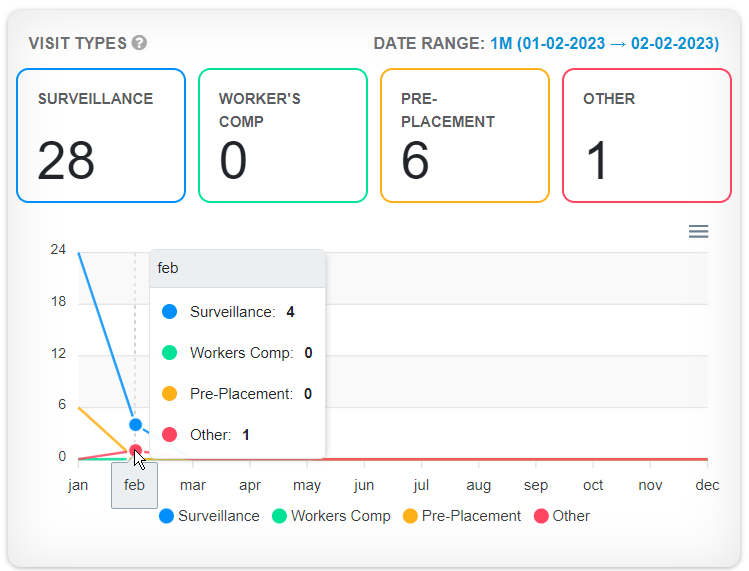 VISIT TYPES ?
DATE RANGE: 1M (01-02-2023 → 02-02-2023)
SURVEILLANCE
28
WORKER'S
COMP
0
PRE-
PLACEMENT
6
OTHER
1
24
18
12
6
0
feb
Surveillance: 4
Workers Comp: 0
Pre-Placement: 0
Other: 1
jan feb mar apr may jun jul aug sep oct nov dec
Surveillance Workers Comp Pre-Placement Other